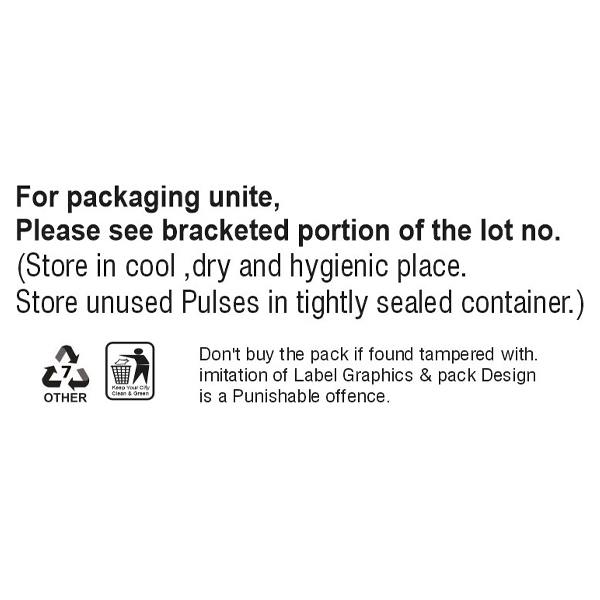 For packaging unite,
Please see bracketed portion of the lot no.
(Store in cool ,dry and hygienic place.
Store unused Pulses in tightly sealed container.)
7
OTHER
Keep Your City
Clean & Green
Don't buy the pack if found tampered with.
imitation of Label Graphics & pack Design
is a Punishable offence.